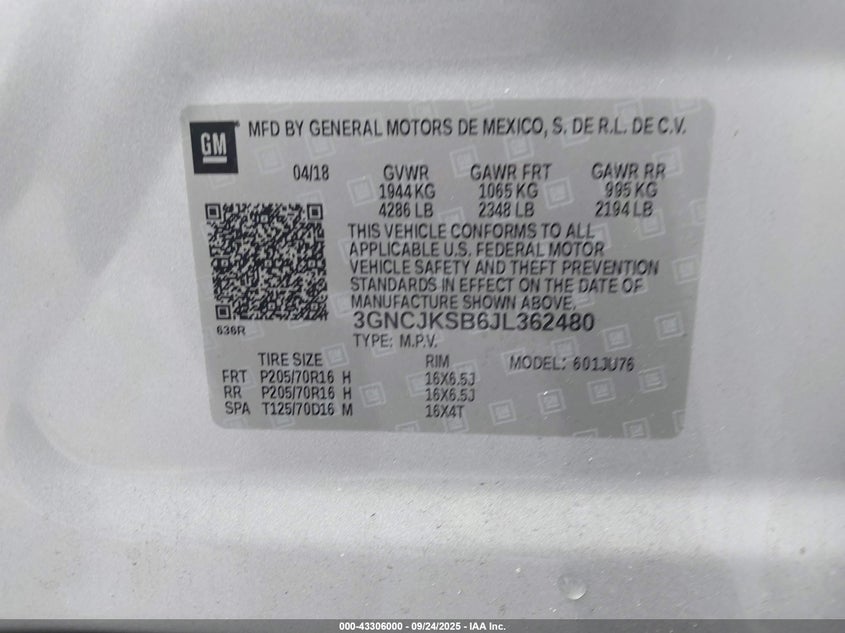 GM MFD BY GENERAL MOTORS DE MEXICO, S. DE R.L. DE C.V.
04/18 GVWR GAWR FRT GAWR RR
1944 KG 1065 KG 995 KG
4286 LB 2348 LB 2194 LB
THIS VEHICLE CONFORMS TO ALL
APPLICABLE U.S. FEDERAL MOTOR
VEHICLE SAFETY AND THEFT PREVENTION
STANDARDS IN EFFECT ON THE DATE OF
MANUFACTURE SHOWN ABOVE.
3GNCJKSB6JL362480
636R
TYPE: M.P.V.
TIRE SIZE RIM MODEL: 601JU76
FRT P205/70R16 H 16X6.5J
RR P205/70R16 H 16X6.5J
SPA T125/70D16 M 16X4T
000-43306000 - 09/24/2025 - IAA Inc.